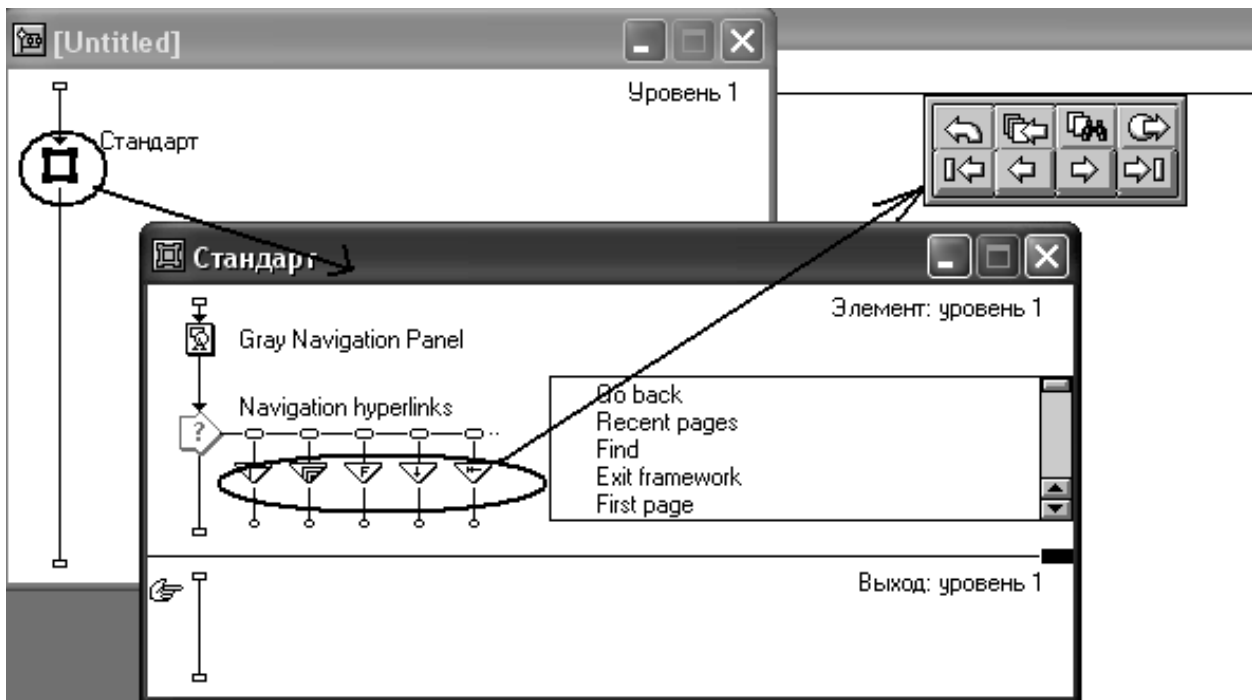 [Untitled]
Уровень 1
Стандарт
Стандарт
Элемент: уровень 1
Gray Navigation Panel
Navigation hyperlinks
?
F
Go back
Recent pages
Find
Exit framework
First page
Выход: уровень 1